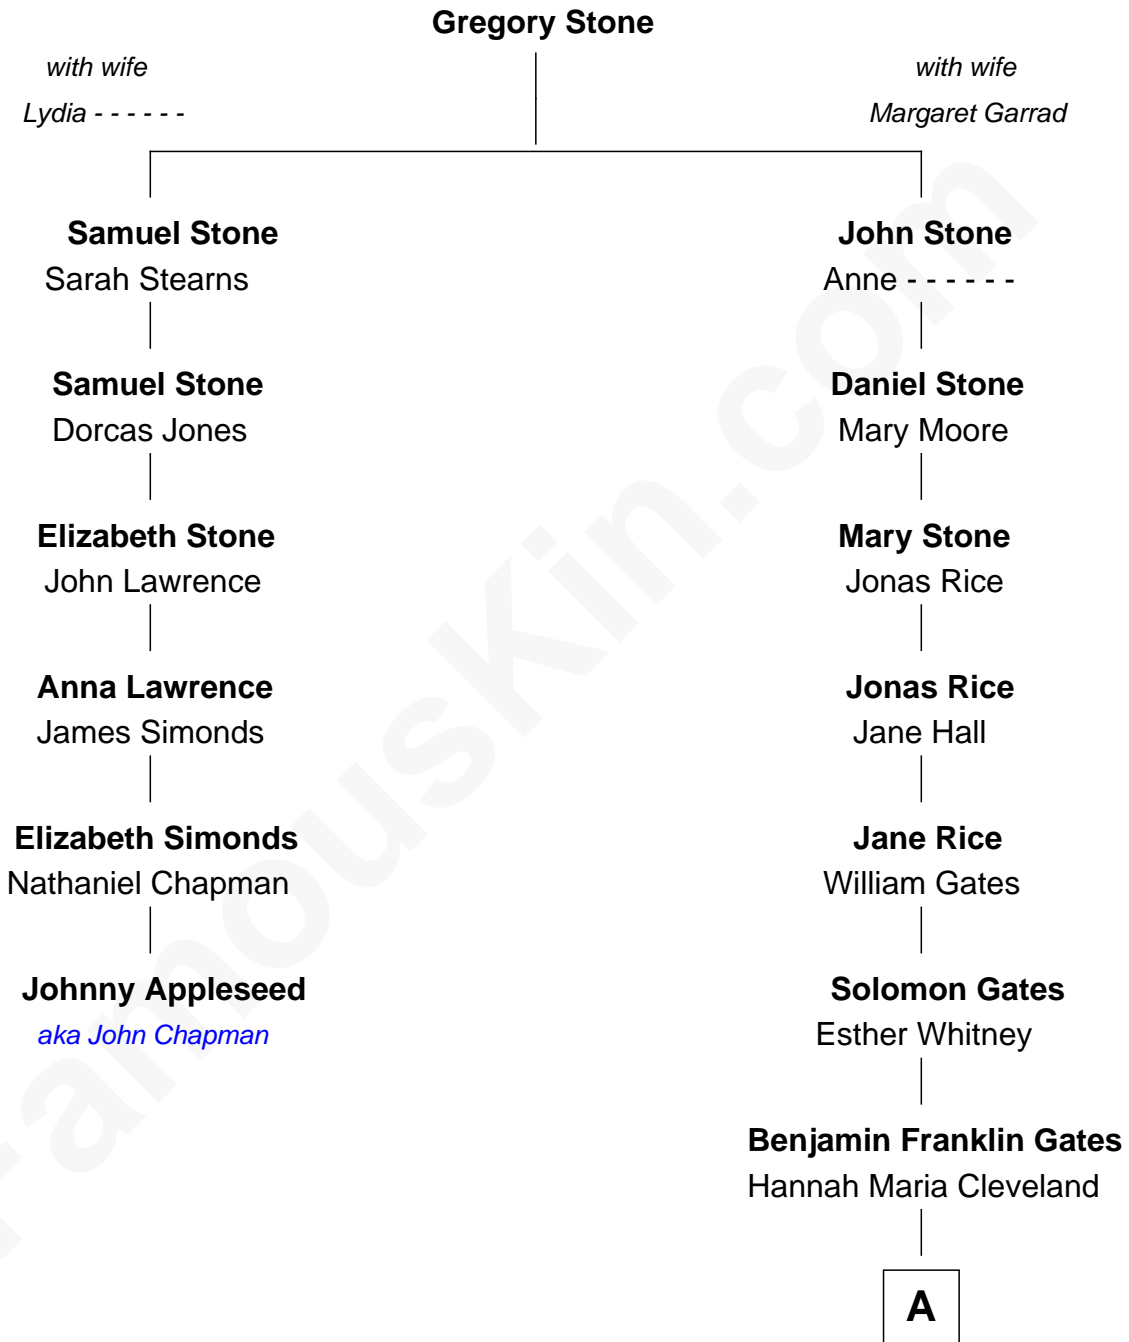 Gregory Stone
with wife
Lydia - - - - - -
with wife
Margaret Garrad
Samuel Stone
Sarah Stearns
Samuel Stone
Dorcas Jones
Elizabeth Stone
John Lawrence
Anna Lawrence
James Simonds
Elizabeth Simonds
Nathaniel Chapman
Johnny Appleseed
aka John Chapman
John Stone
Anne - - - - - -
Daniel Stone
Mary Moore
Mary Stone
Jonas Rice
Jonas Rice
Jane Hall
Jane Rice
William Gates
Solomon Gates
Esther Whitney
Benjamin Franklin Gates
Hannah Maria Cleveland
A
FamousKin.com